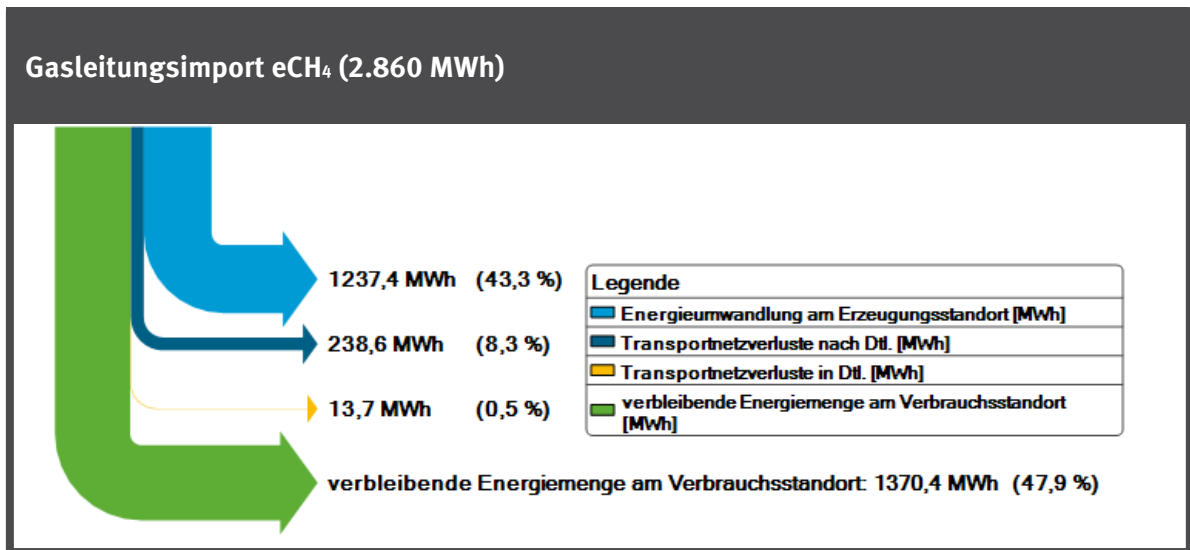 Gasleitungsimport eCH₄ (2.860 MWh)
1237,4 MWh (43,3 %)
238,6 MWh (8,3 %)
13,7 MWh (0,5 %)
Legende
Energieumwandlung am Erzeugungsstandort [MWh]
Transportnetzverluste nach Dtl. [MWh]
Transportnetzverluste in Dtl. [MWh]
verbleibende Energiemenge am Verbrauchsstandort
[MWh]
verbleibende Energiemenge am Verbrauchsstandort: 1370,4 MWh (47,9 %)